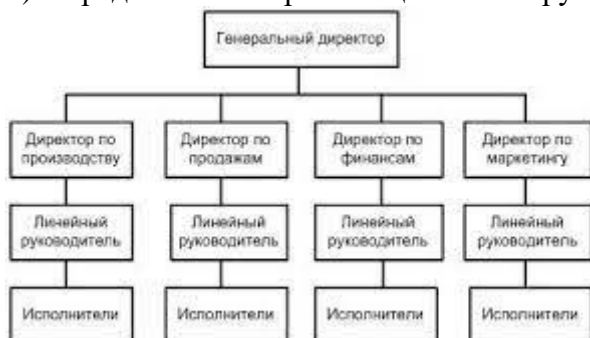 Генеральный директор
Директор по производству
Директор по продажам
Директор по финансам
Директор по маркетингу
Линейный руководитель
Линейный руководитель
Линейный руководитель
Линейный руководитель
Исполнители
Исполнители
Исполнители
Исполнители